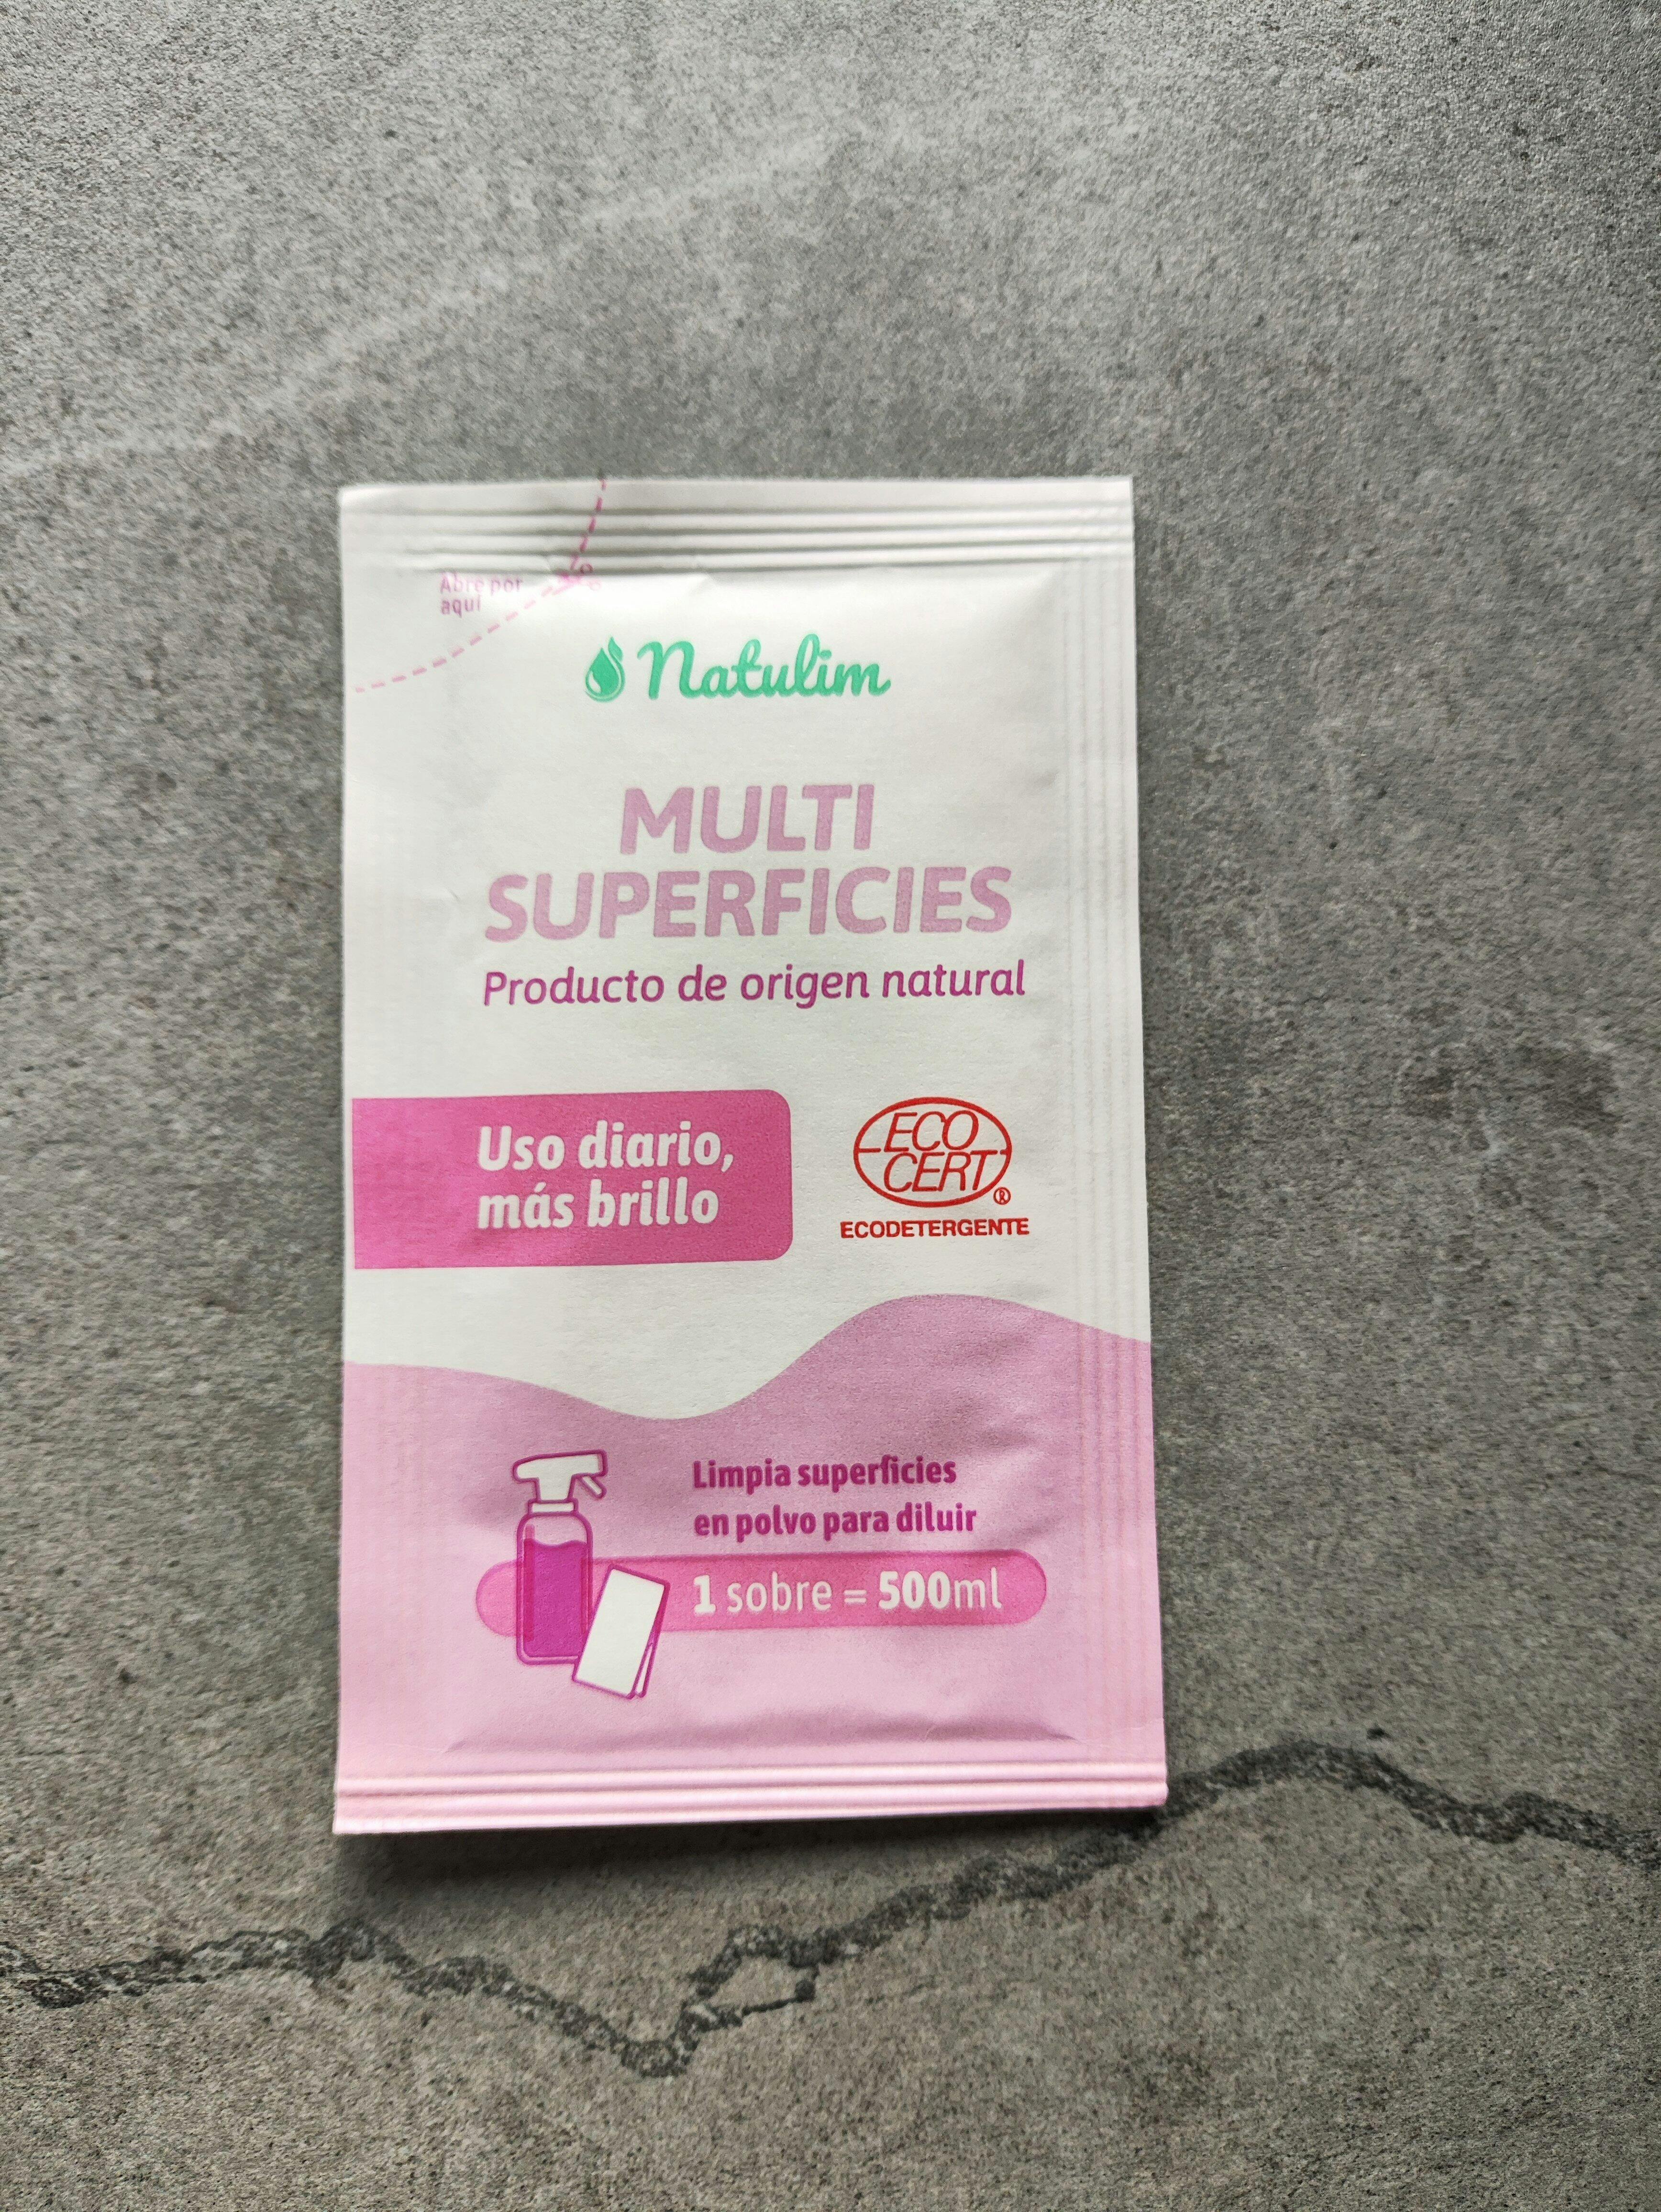 Abre por
aquí
Natulim
MULTI
SUPERFICIES
Producto de origen natural
Uso diario,
más brillo
ECO
CERT®
ECODETERGENTE
Limpia superficies
en polvo para diluir
1 sobre = 500ml